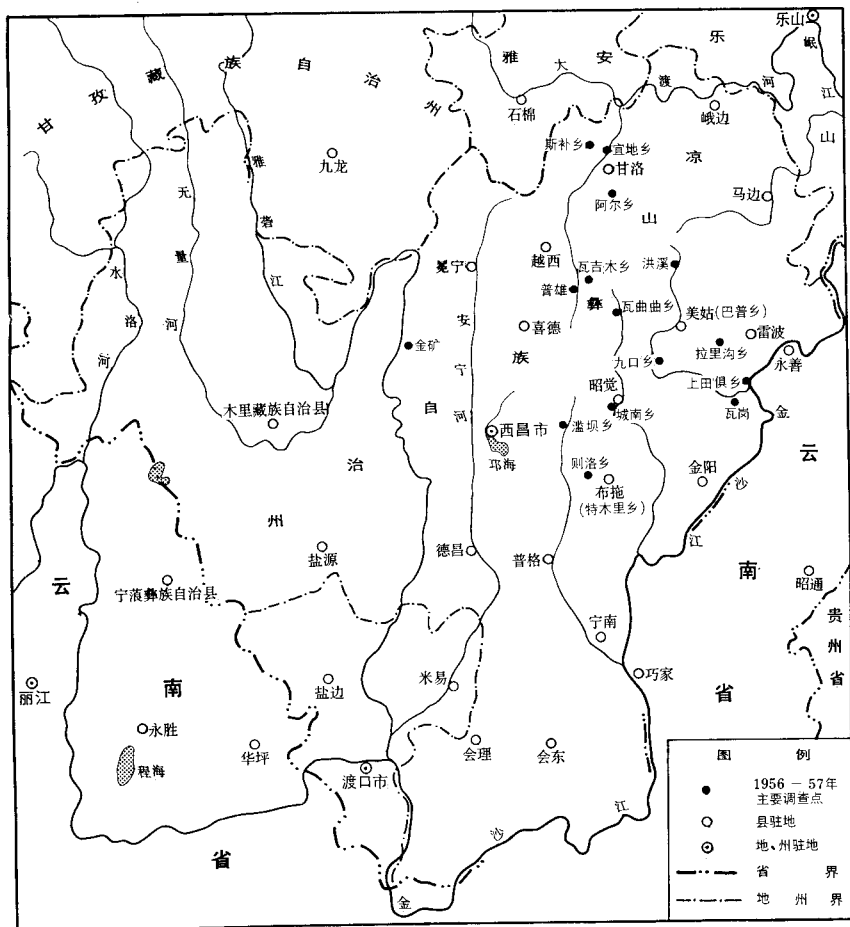 乐山
岷江
甘孜藏族自治州
雅安
大渡河
乐山
石棉
峨边
斯补乡
宜地乡
甘洛
阿尔乡
马边
九龙
雅砻江
无量河
水洛河
凉山彝族自治州
冕宁
越西
瓦吉木乡
洪溪
普雄
瓦曲曲乡
美姑(巴普乡)
雷波
喜德
安宁河
金矿
九口乡
拉里沟乡
永善
上田俱乡
昭觉
城南乡
瓦岗
木里藏族自治县
西昌市
滥坝乡
邛海
则洛乡
布拖
(特木里乡)
金阳
金沙江
云南省
盐源
德昌
普格
昭通
宁蒗彝族自治县
宁南
贵州省
云南省
丽江
盐边
米易
巧家
永胜
程海
华坪
会理
会东
渡口市
金沙江
图例
1956－57年
主要调查点
县驻地
地、州驻地
省界
地州界